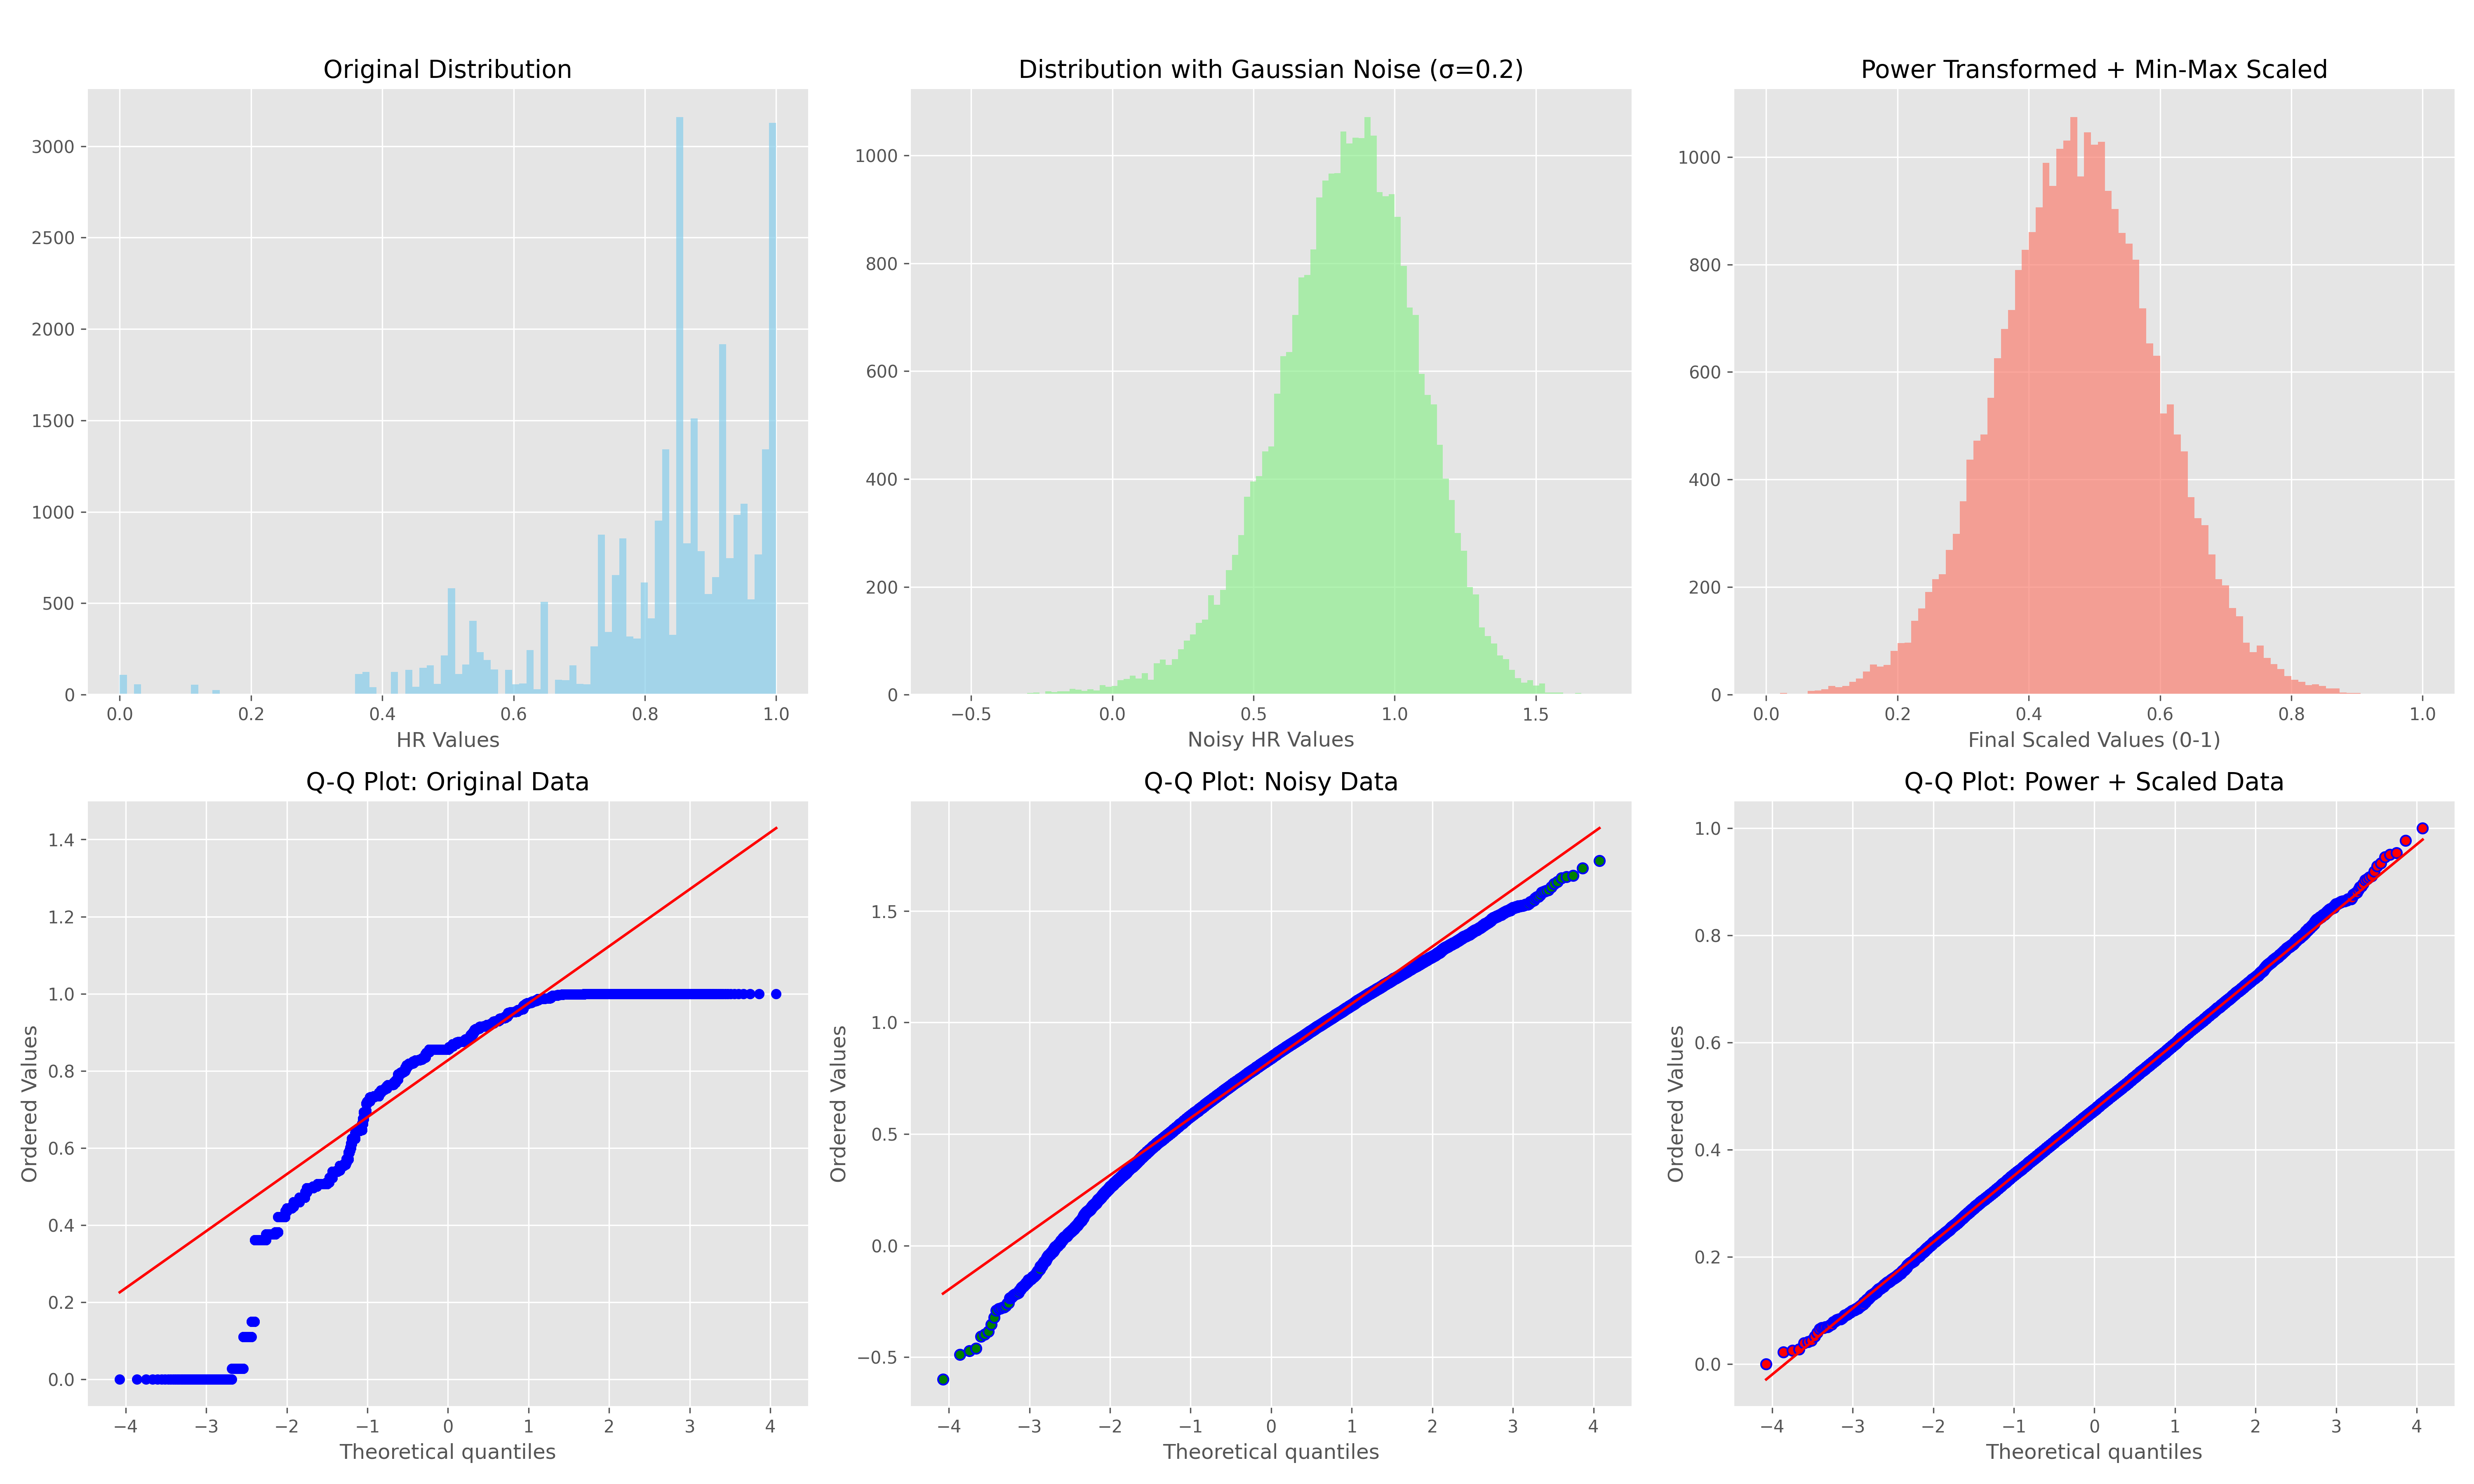 Original Distribution
3000
2500
2000
1500
1000
500
0
0.0 0.2 0.4 0.6 0.8 1.0
HR Values
Distribution with Gaussian Noise (σ=0.2)
1000
800
600
400
200
0
−0.5 0.0 0.5 1.0 1.5
Noisy HR Values
Power Transformed + Min-Max Scaled
1000
800
600
400
200
0
0.0 0.2 0.4 0.6 0.8 1.0
Final Scaled Values (0-1)
Q-Q Plot: Original Data
Ordered Values
1.4
1.2
1.0
0.8
0.6
0.4
0.2
0.0
−4 −3 −2 −1 0 1 2 3 4
Theoretical quantiles
Q-Q Plot: Noisy Data
Ordered Values
1.5
1.0
0.5
0.0
−0.5
−4 −3 −2 −1 0 1 2 3 4
Theoretical quantiles
Q-Q Plot: Power + Scaled Data
Ordered Values
1.0
0.8
0.6
0.4
0.2
0.0
−4 −3 −2 −1 0 1 2 3 4
Theoretical quantiles